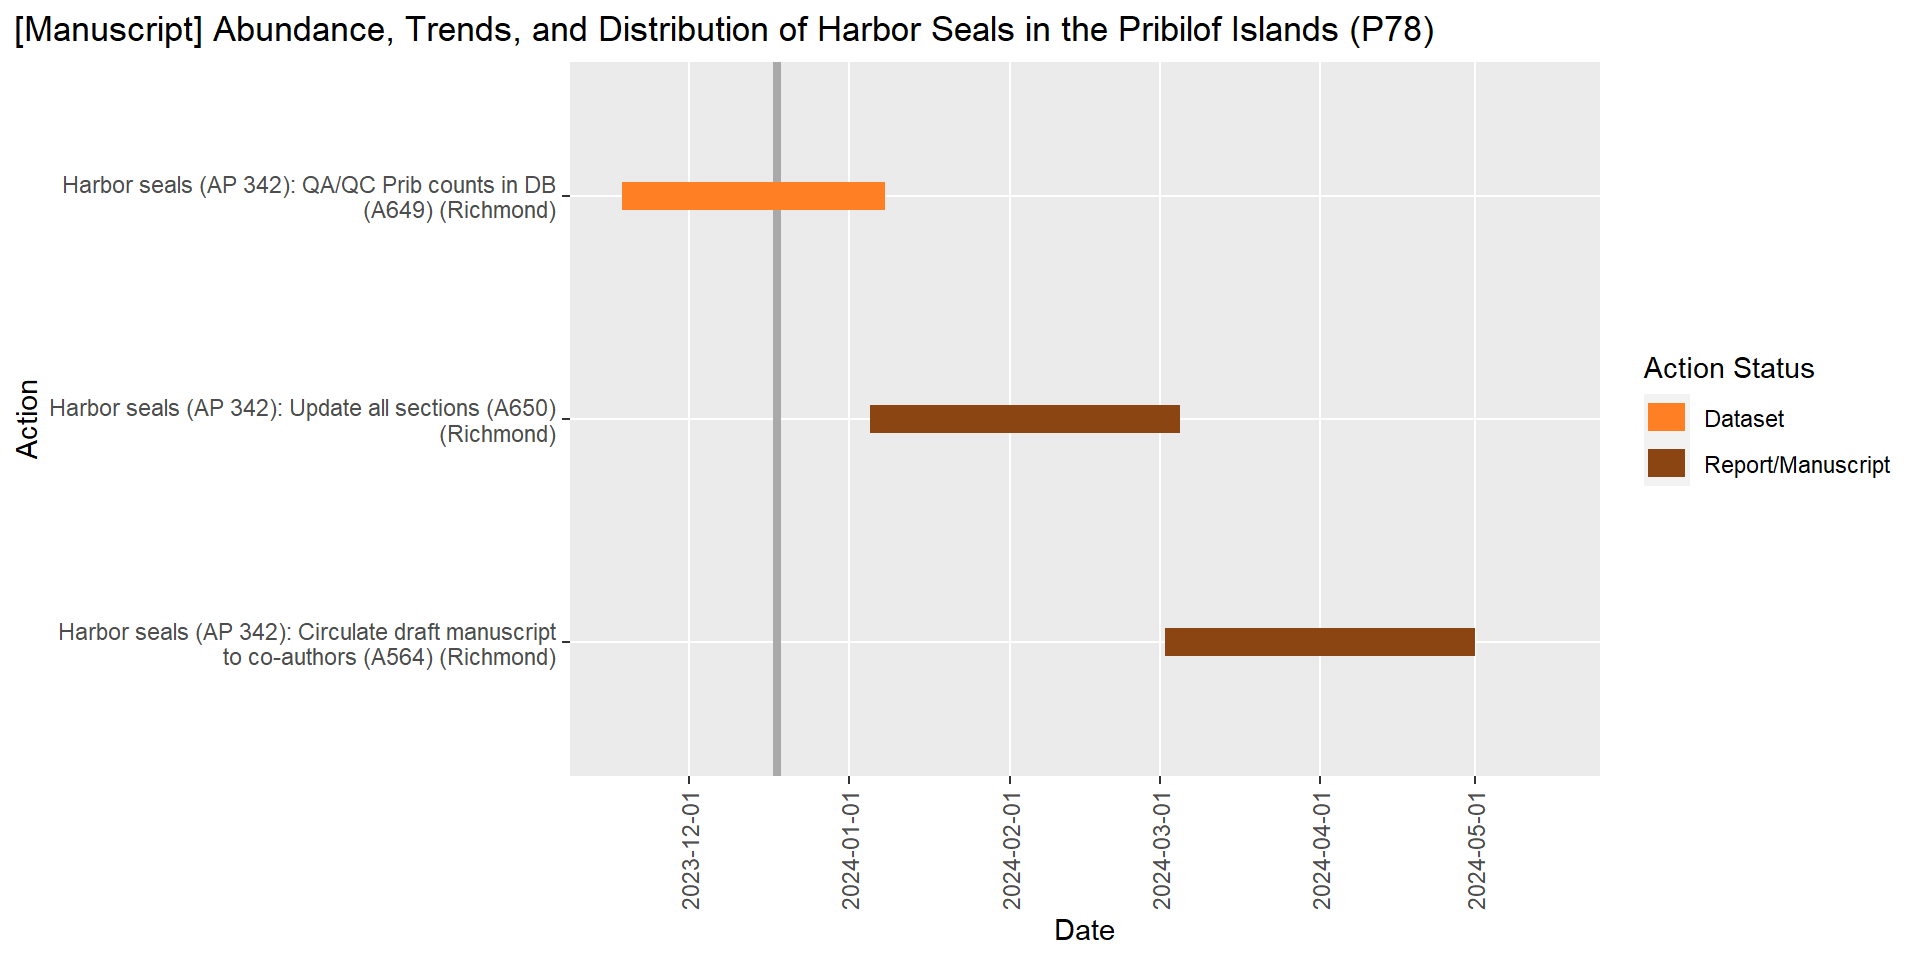 [Manuscript] Abundance, Trends, and Distribution of Harbor Seals in the Pribilof Islands (P78)
Action
Harbor seals (AP 342): QA/QC Prib counts in DB
(A649) (Richmond)
Harbor seals (AP 342): Update all sections (A650)
(Richmond)
Harbor seals (AP 342): Circulate draft manuscript
to co-authors (A564) (Richmond)
2023-12-01
2024-01-01
2024-02-01
2024-03-01
2024-04-01
2024-05-01
Date
Action Status
Dataset
Report/Manuscript